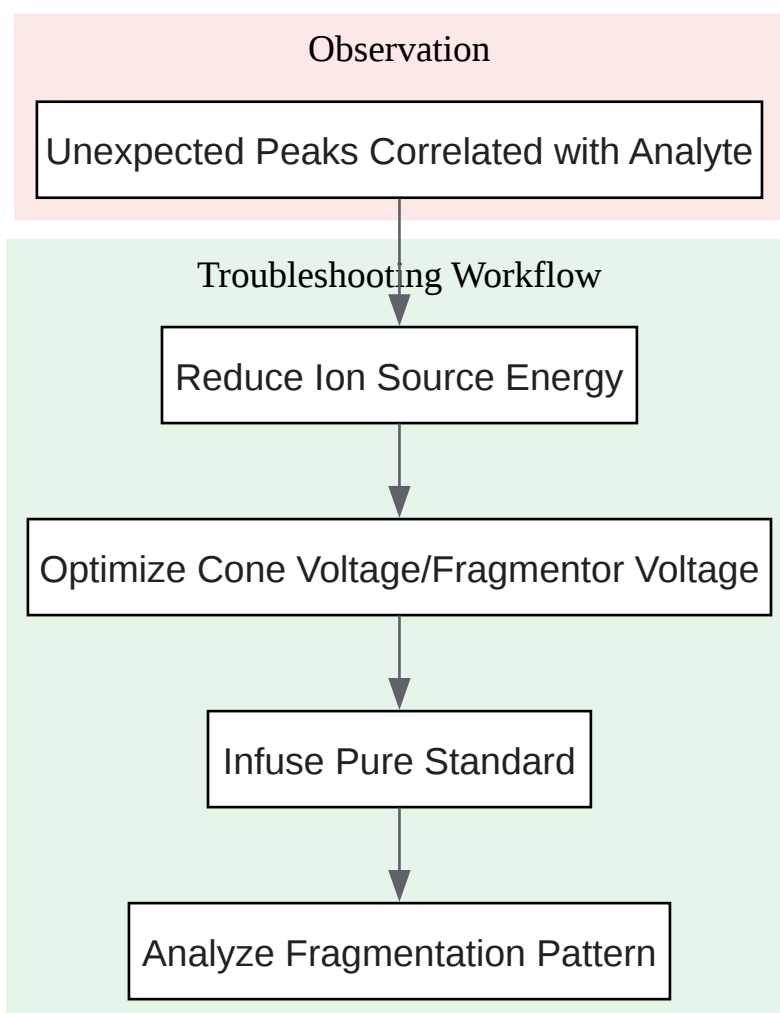 Observation
Unexpected Peaks Correlated with Analyte
Troubleshooting Workflow
Reduce Ion Source Energy
Optimize Cone Voltage/Fragmentor Voltage
Infuse Pure Standard
Analyze Fragmentation Pattern